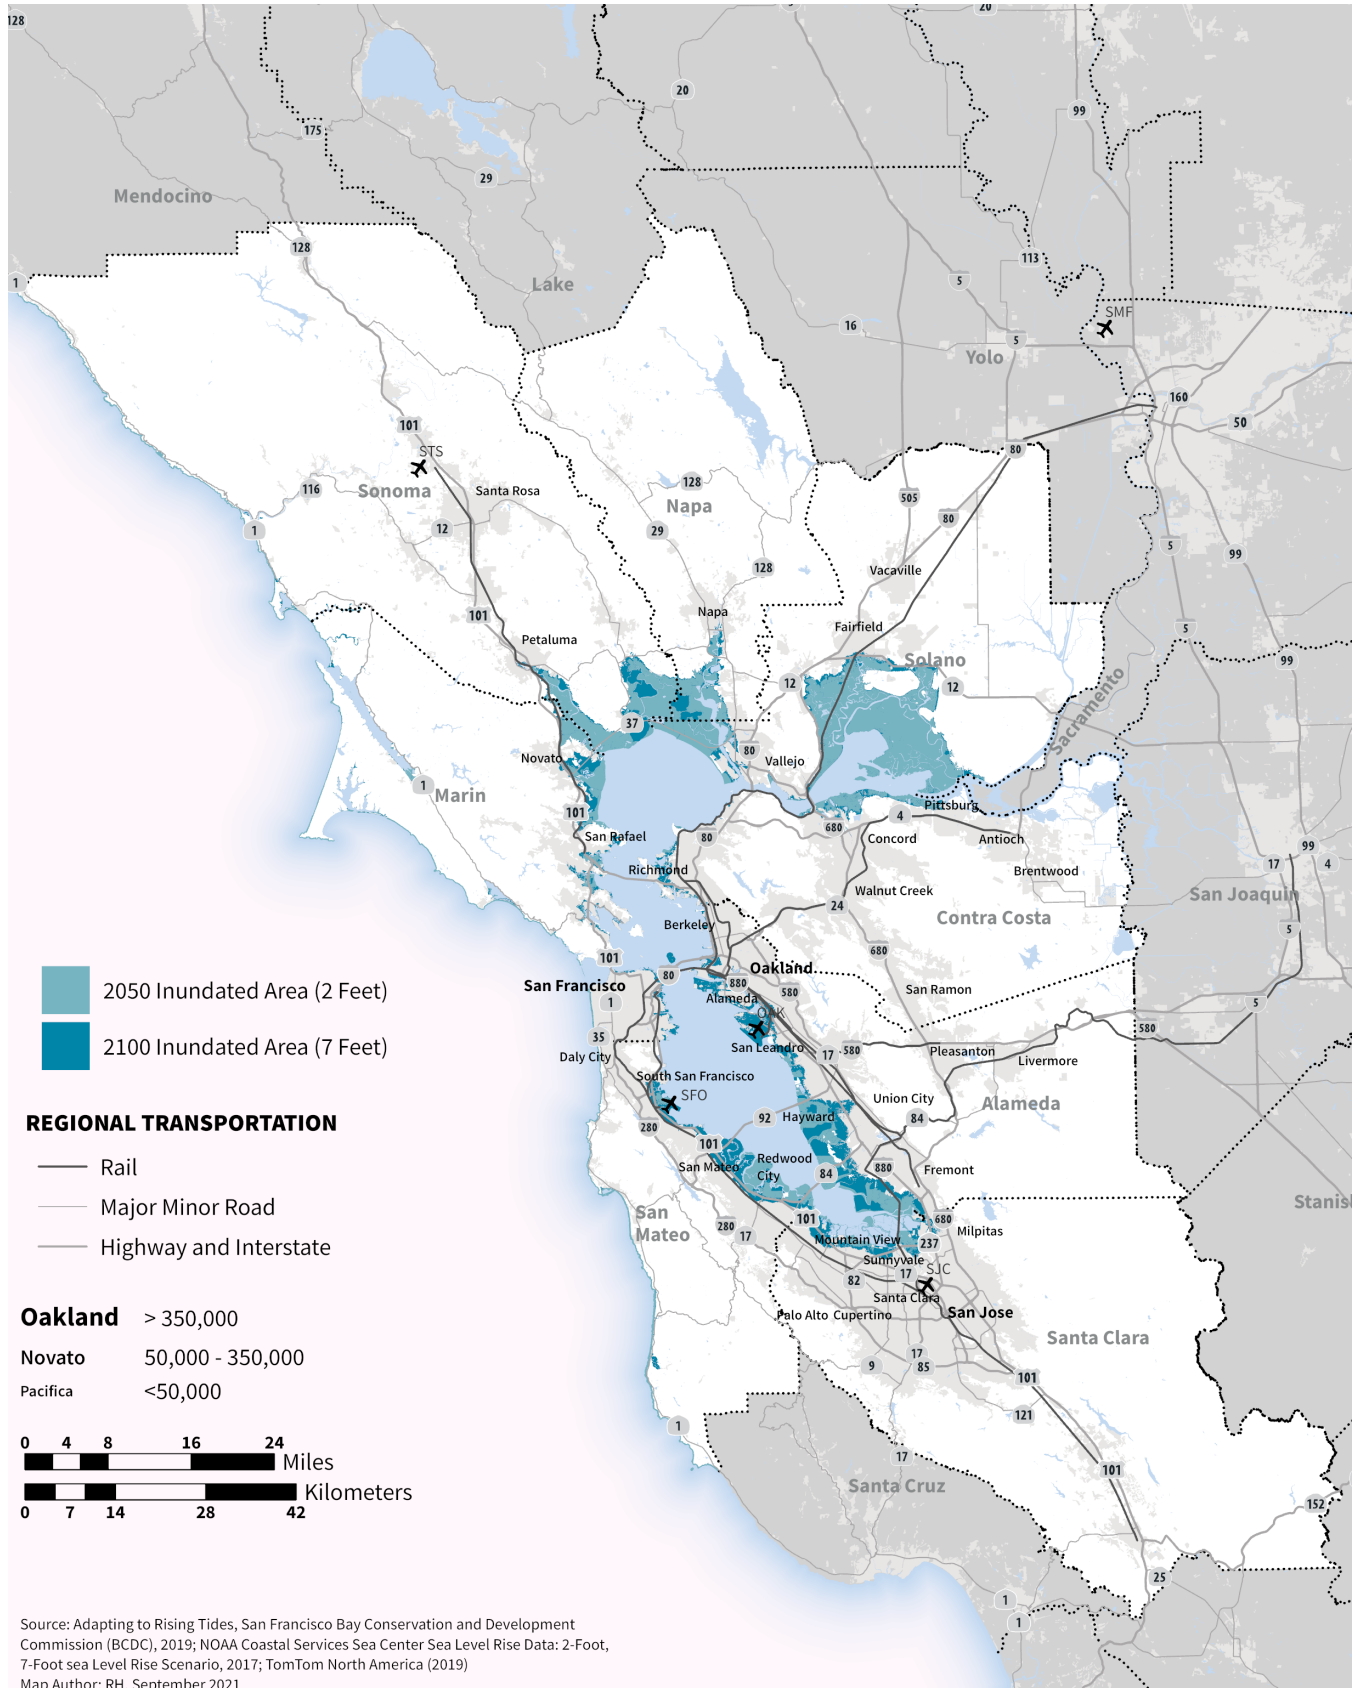 128
20
20
99
175
29
Mendocino
128
113
1
Lake
5
SMF
16
5
Yolo
160
50
101
80
STS
128
116
Sonoma
Santa Rosa
505
Napa
80
12
29
1
5
99
Vacaville
128
101
Napa
Fairfield
5
Petaluma
Solano
99
12
12
Sacramento
37
80
Novato
Vallejo
1
Marin
Pittsburg
101
4
680
San Rafael
80
Concord
Antioch
99
17
4
Richmond
Brentwood
Walnut Creek
San Joaquin
24
Contra Costa
Berkeley
5
680
101
Oakland
80
San Francisco
880
580
San Ramon
2050 Inundated Area (2 Feet)
1
Alameda
5
OAK
580
35
San Leandro
2100 Inundated Area (7 Feet)
Daly City
17
580
Pleasanton
Livermore
South San Francisco
SFO
Union City
Alameda
REGIONAL TRANSPORTATION
280
92
Hayward
84
101
Rail
San Mateo
Redwood
City
84
880
Fremont
Major Minor Road
Stanisl
San
Mateo
101
680
280
17
Milpitas
Highway and Interstate
Mountain View
237
Sunnyvale
SJC
82
17
Santa Clara
Oakland > 350,000
Palo Alto
Cupertino
San Jose
Santa Clara
Novato 50,000 - 350,000
17
9
85
101
Pacifica <50,000
121
1
0 4 8 16 24
Miles
17
101
Kilometers
Santa Cruz
0 7 14 28 42
152
25
1
1
Source: Adapting to Rising Tides, San Francisco Bay Conservation and Development
Commission (BCDC), 2019; NOAA Coastal Services Sea Center Sea Level Rise Data: 2-Foot,
7-Foot sea Level Rise Scenario, 2017; TomTom North America (2019)
Map Author: RH, September 2021